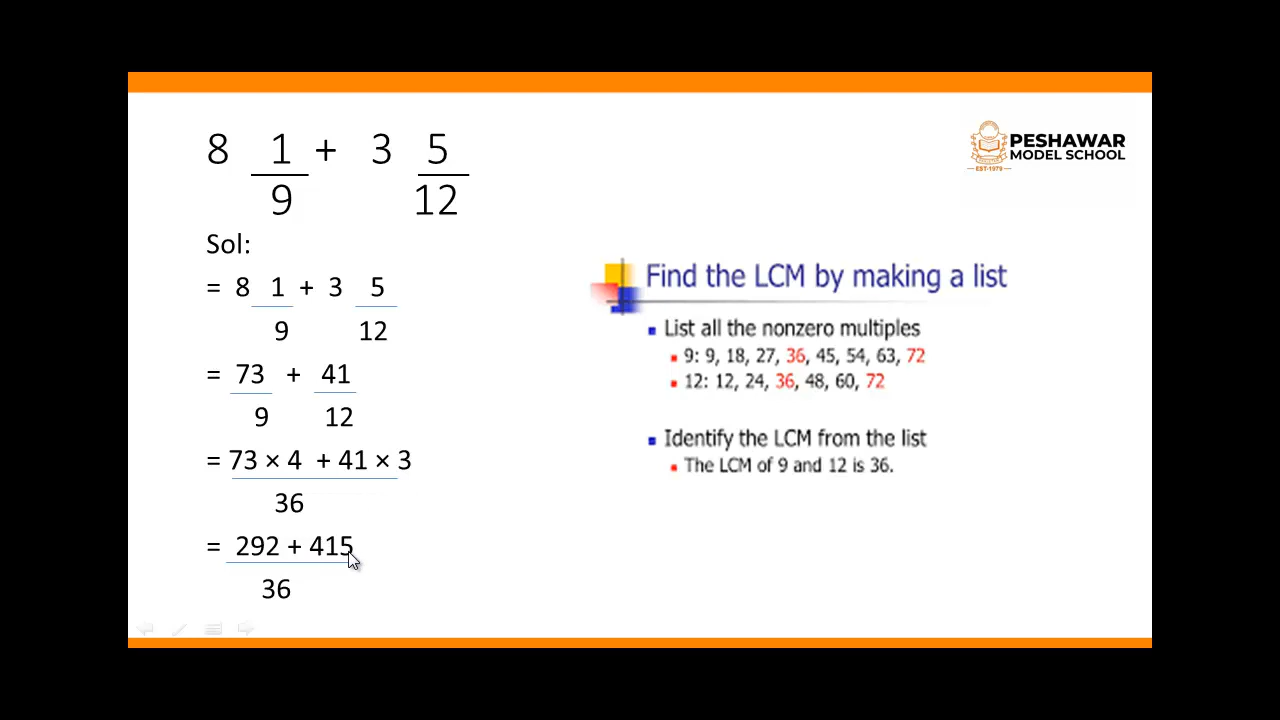 8 1 + 3 5
9 12
Sol:
= 8 1 + 3 5
9 12
= 73 + 41
9 12
= 73 × 4 + 41 × 3
36
= 292 + 415
36
PESHAWAR
MODEL SCHOOL
EST-1979
Find the LCM by making a list
List all the nonzero multiples
9: 9, 18, 27, 36, 45, 54, 63, 72
12: 12, 24, 36, 48, 60, 72
Identify the LCM from the list
The LCM of 9 and 12 is 36.